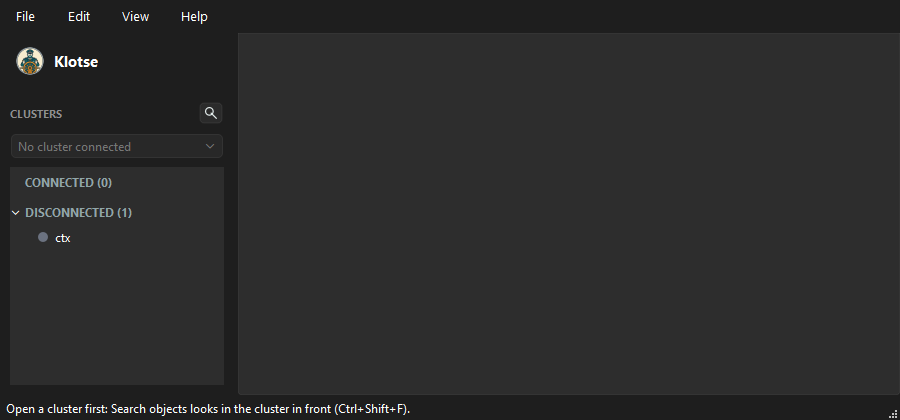 File Edit View Help
Klotse
CLUSTERS
No cluster connected
CONNECTED (0)
DISCONNECTED (1)
ctx
Open a cluster first: Search objects looks in the cluster in front (Ctrl+Shift+F).